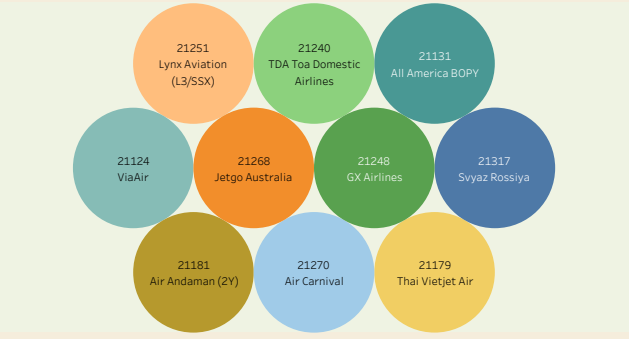 21251
Lynx Aviation
(L3/SSX)
21240
TDA Toa Domestic
Airlines
21131
All America BOPY
21124
ViaAir
21268
Jetgo Australia
21248
GX Airlines
21317
Svyaz Rossiya
21181
Air Andaman (2Y)
21270
Air Carnival
21179
Thai Vietjet Air